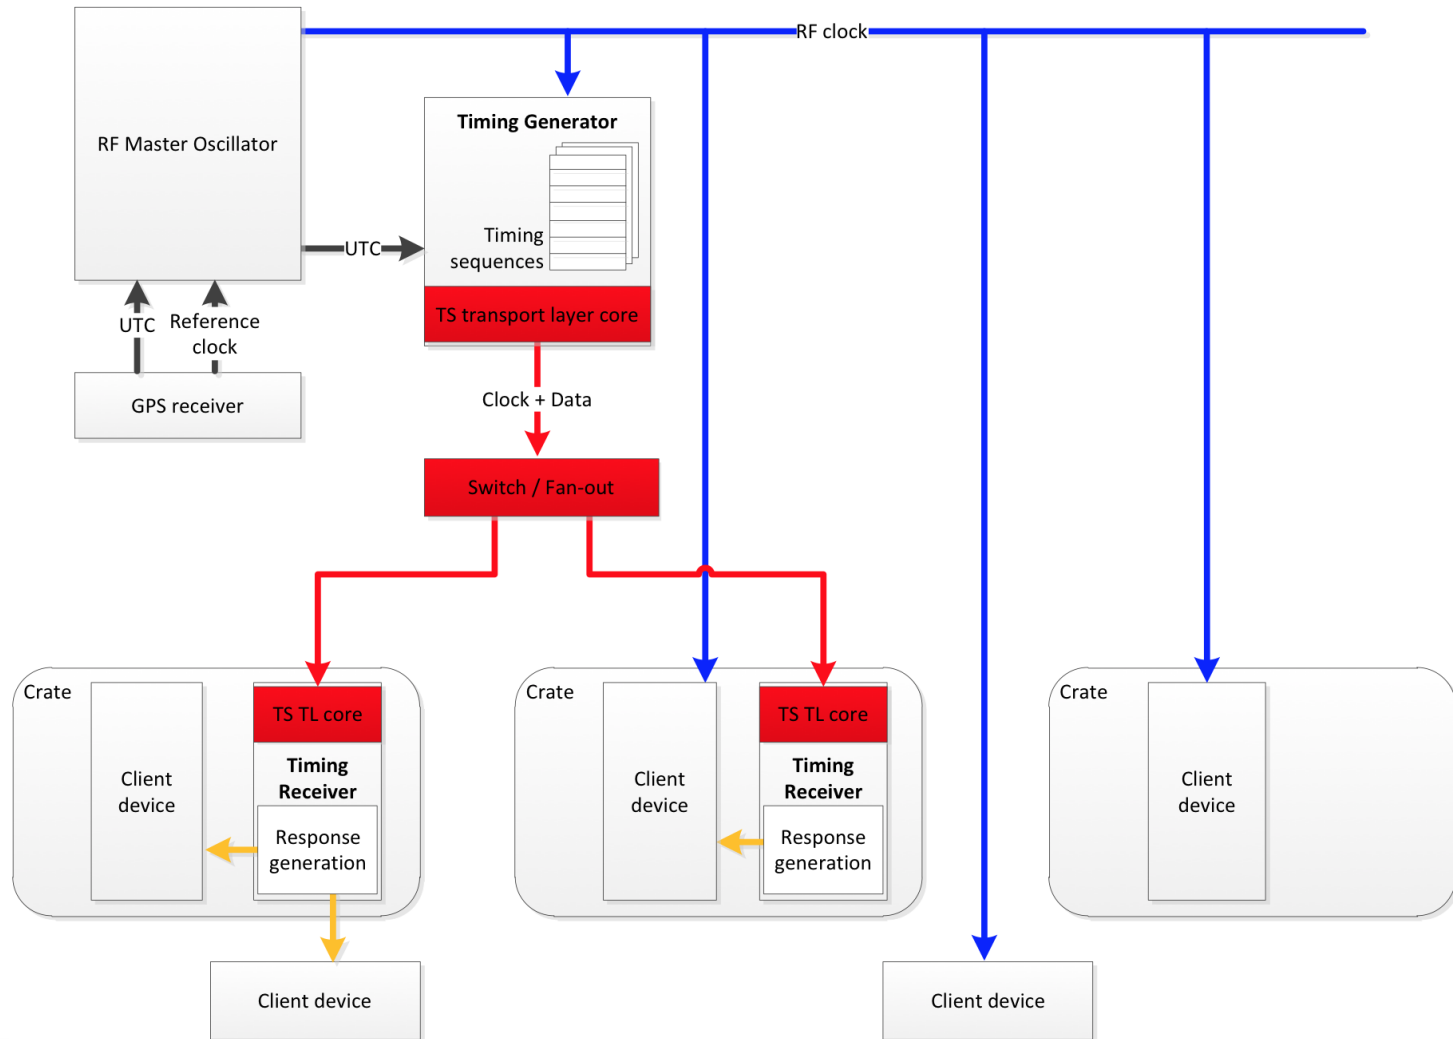 RF clock
RF Master Oscillator
Timing Generator
Timing
sequences
UTC
TS transport layer core
UTC
Reference
clock
GPS receiver
Clock + Data
Switch / Fan-out
Crate
Client
device
TS TL core
Timing
Receiver
Response
generation
Client device
Crate
Client
device
TS TL core
Timing
Receiver
Response
generation
Client device
Crate
Client
device